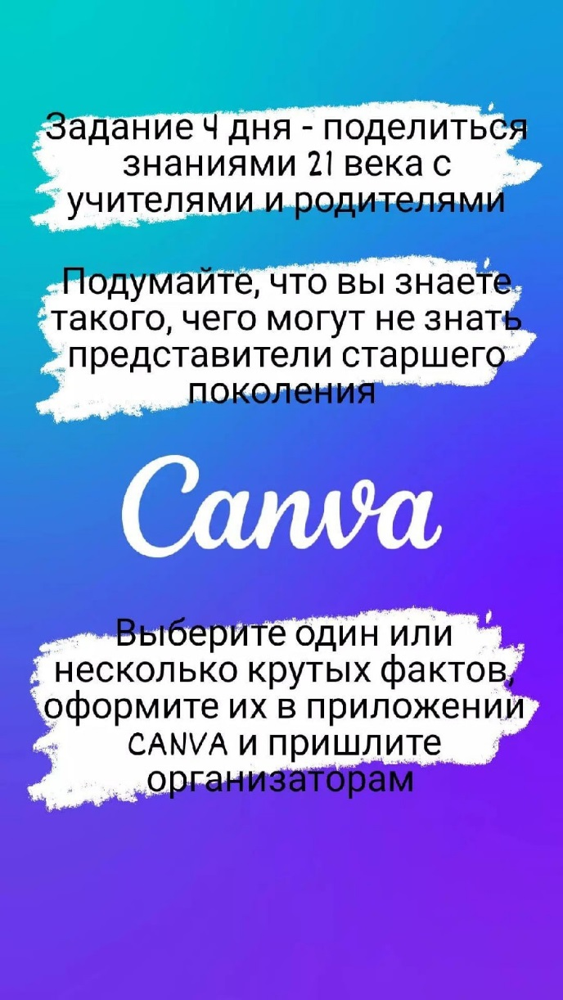 Задание 4 дня - поделиться
знаниями 21 века с
учителями и родителями
Подумайте, что вы знаете
такого, чего могут не знать
представители старшего
поколения
Canva
Выберите один или
несколько крутых фактов,
оформите их в приложении
CANVA и пришлите
организаторам